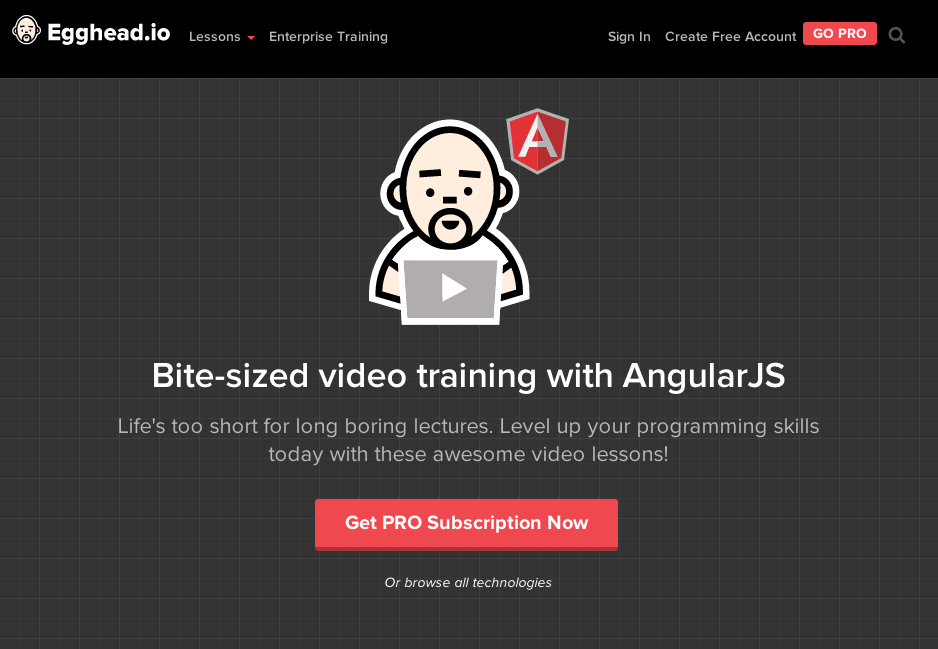 Egghead.io
Lessons
Enterprise Training
Sign In
Create Free Account
GO PRO
A
Bite-sized video training with AngularJS
Life's too short for long boring lectures. Level up your programming skills
today with these awesome video lessons!
Get PRO Subscription Now
Or browse all technologies